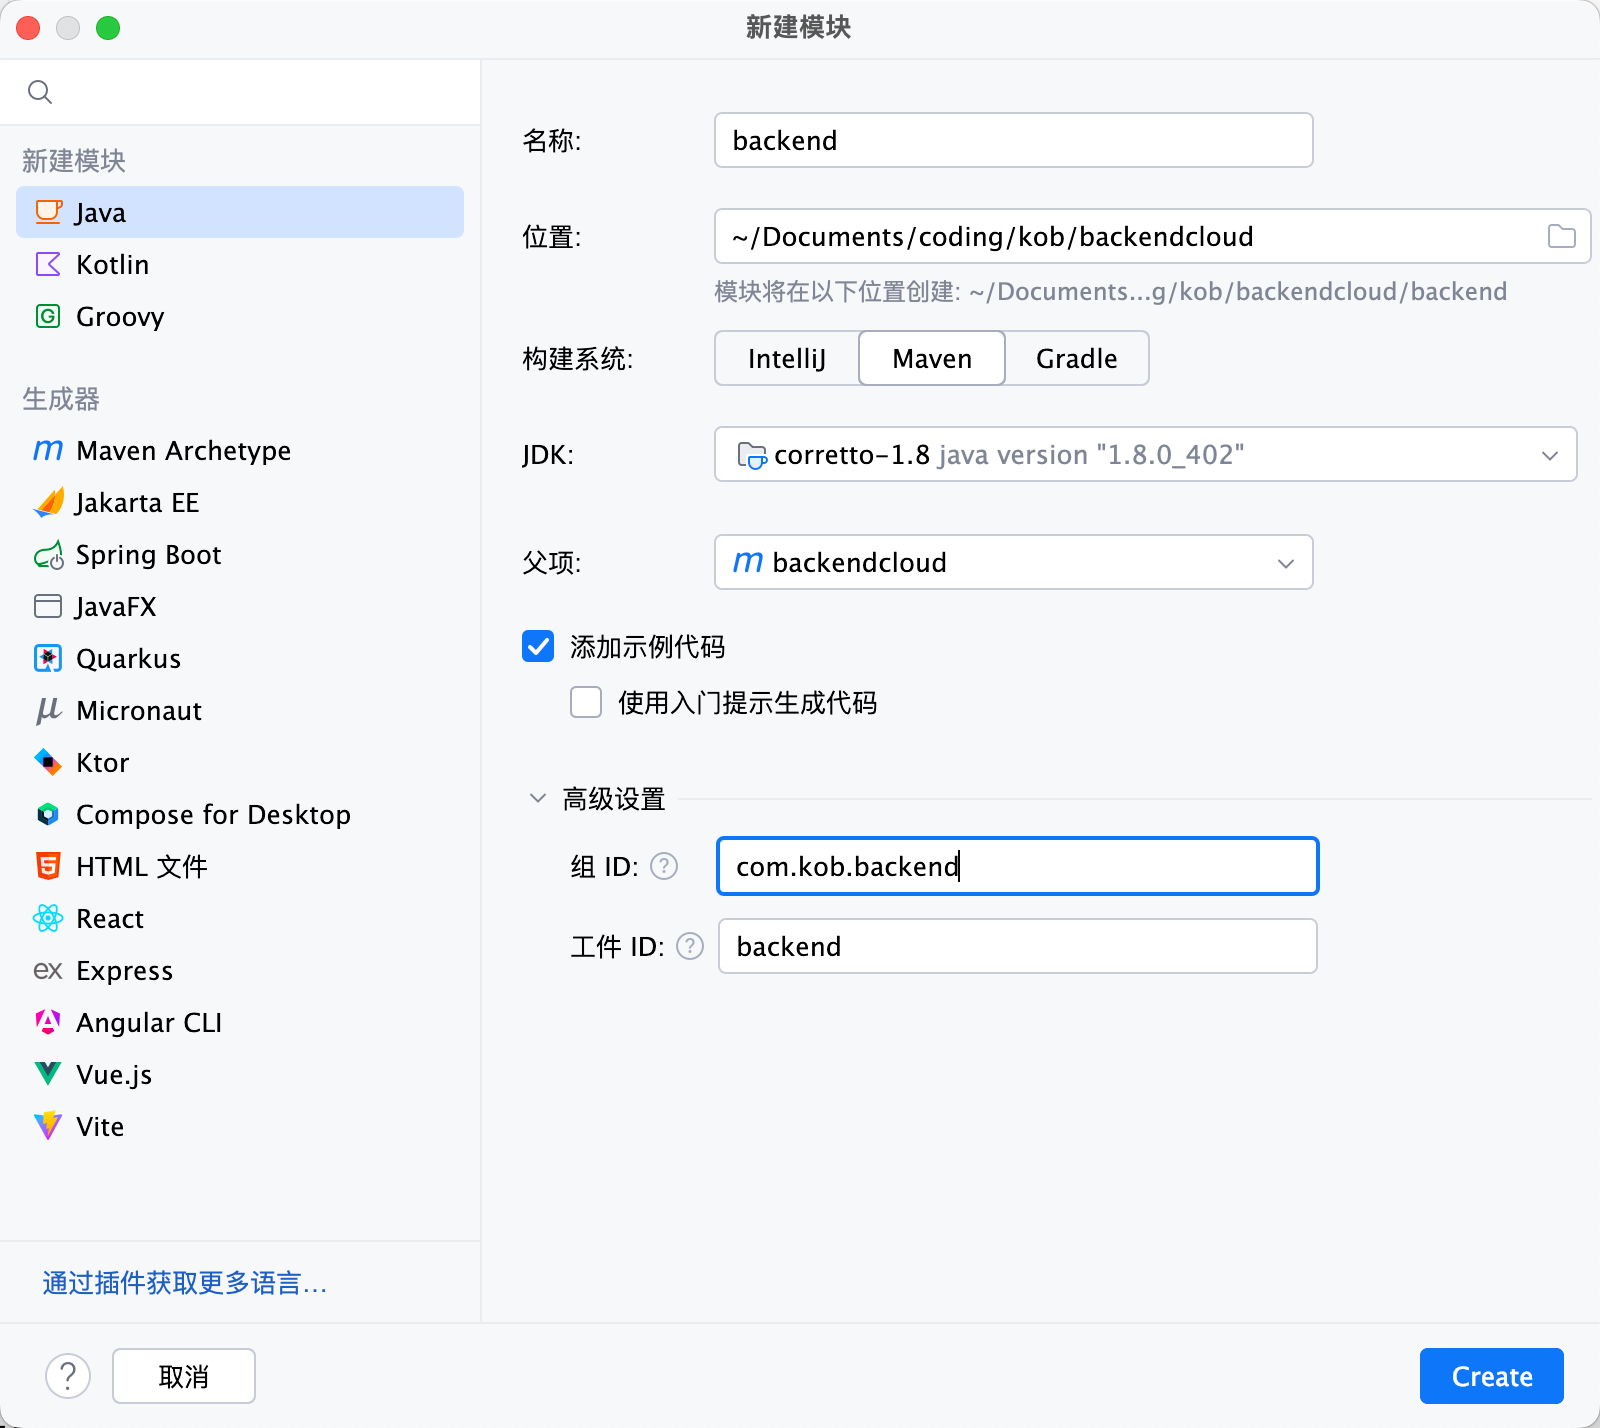 新建模块
新建模块
Java
Kotlin
Groovy
生成器
Maven Archetype
Jakarta EE
Spring Boot
JavaFX
Quarkus
Micronaut
Ktor
Compose for Desktop
HTML 文件
React
ex Express
Angular CLI
Vue.js
Vite
通过插件获取更多语言...
名称: backend
位置: ~/Documents/coding/kob/backendcloud
模块将在以下位置创建: ~/Documents...g/kob/backendcloud/backend
构建系统: IntelliJ Maven Gradle
JDK: corretto-1.8 java version "1.8.0_402"
父项: m backendcloud
添加示例代码
使用入门提示生成代码
高级设置
组 ID: ? com.kob.backend
工件 ID: ? backend
? 取消 Create